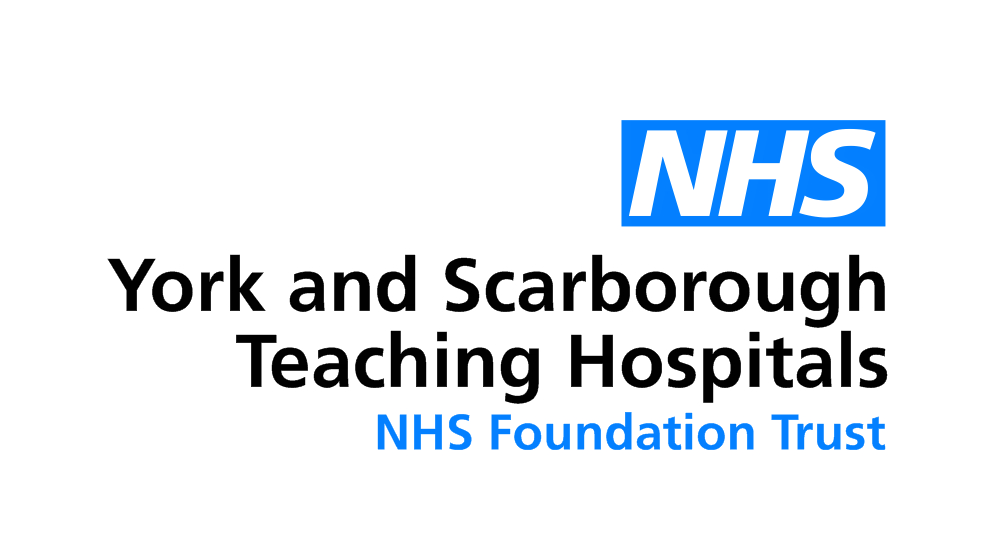 NHS
York and Scarborough
Teaching Hospitals
NHS Foundation Trust